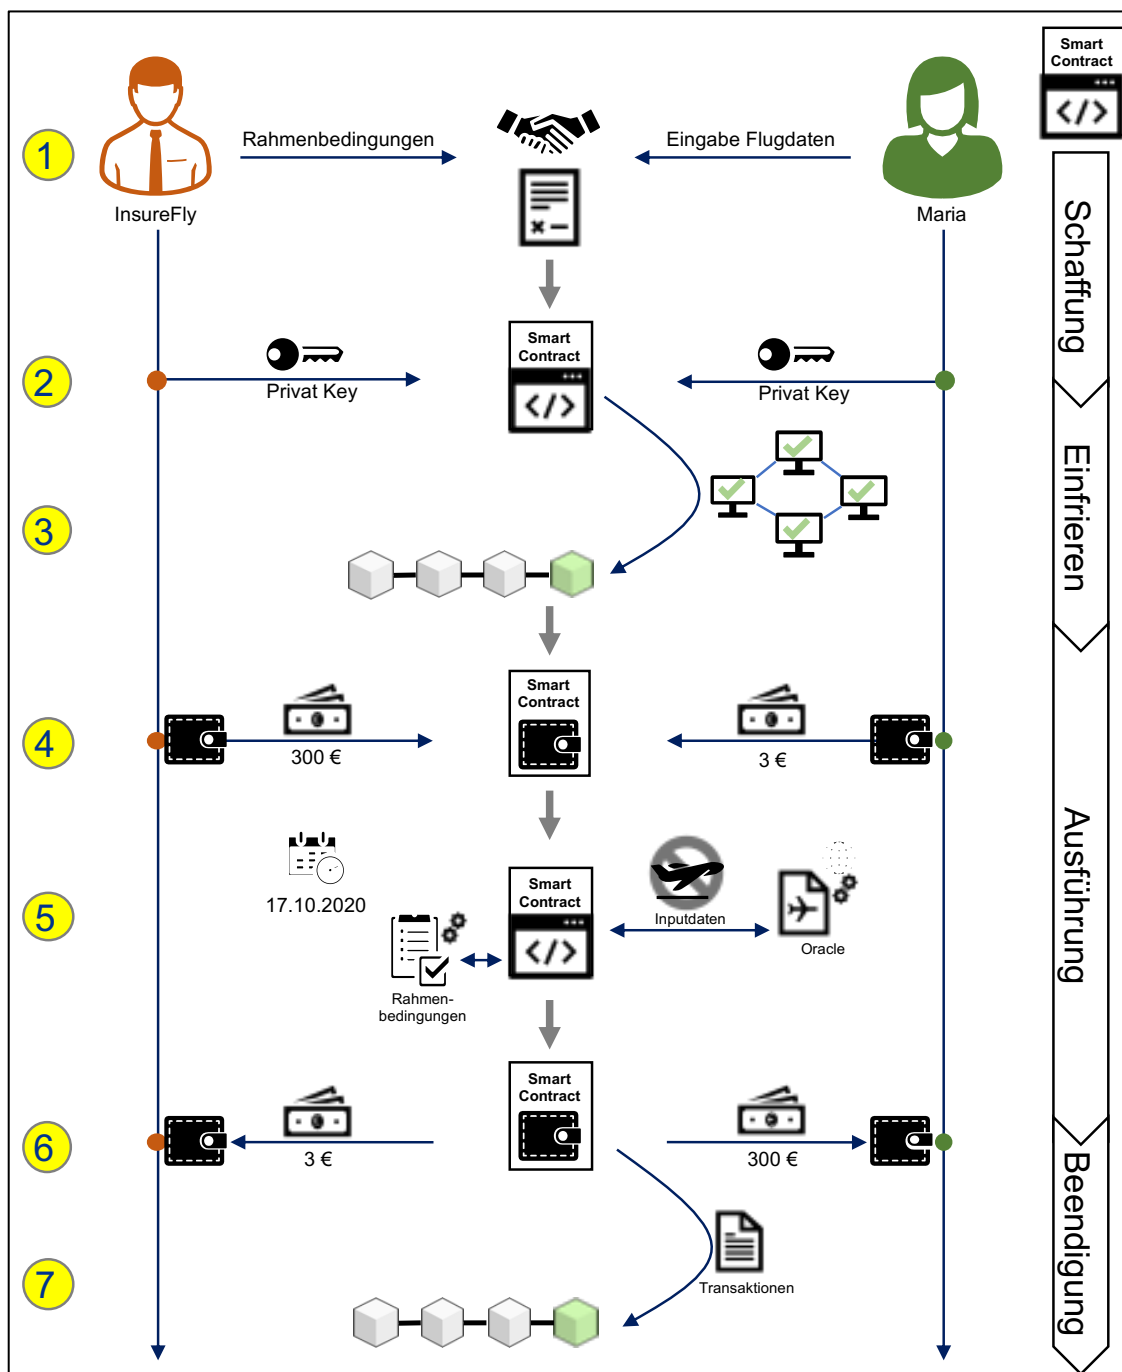 Smart
Contract
1
Rahmenbedingungen
Eingabe Flugdaten
InsureFly
Maria
Schaffung
2
Privat Key
Smart
Contract
Privat Key
Einfrieren
3
4
300 €
Smart
Contract
3 €
Ausführung
5
17.10.2020
Smart
Contract
Inputdaten
Oracle
Rahmen-
bedingungen
6
3 €
Smart
Contract
300 €
Beendigung
7
Transaktionen